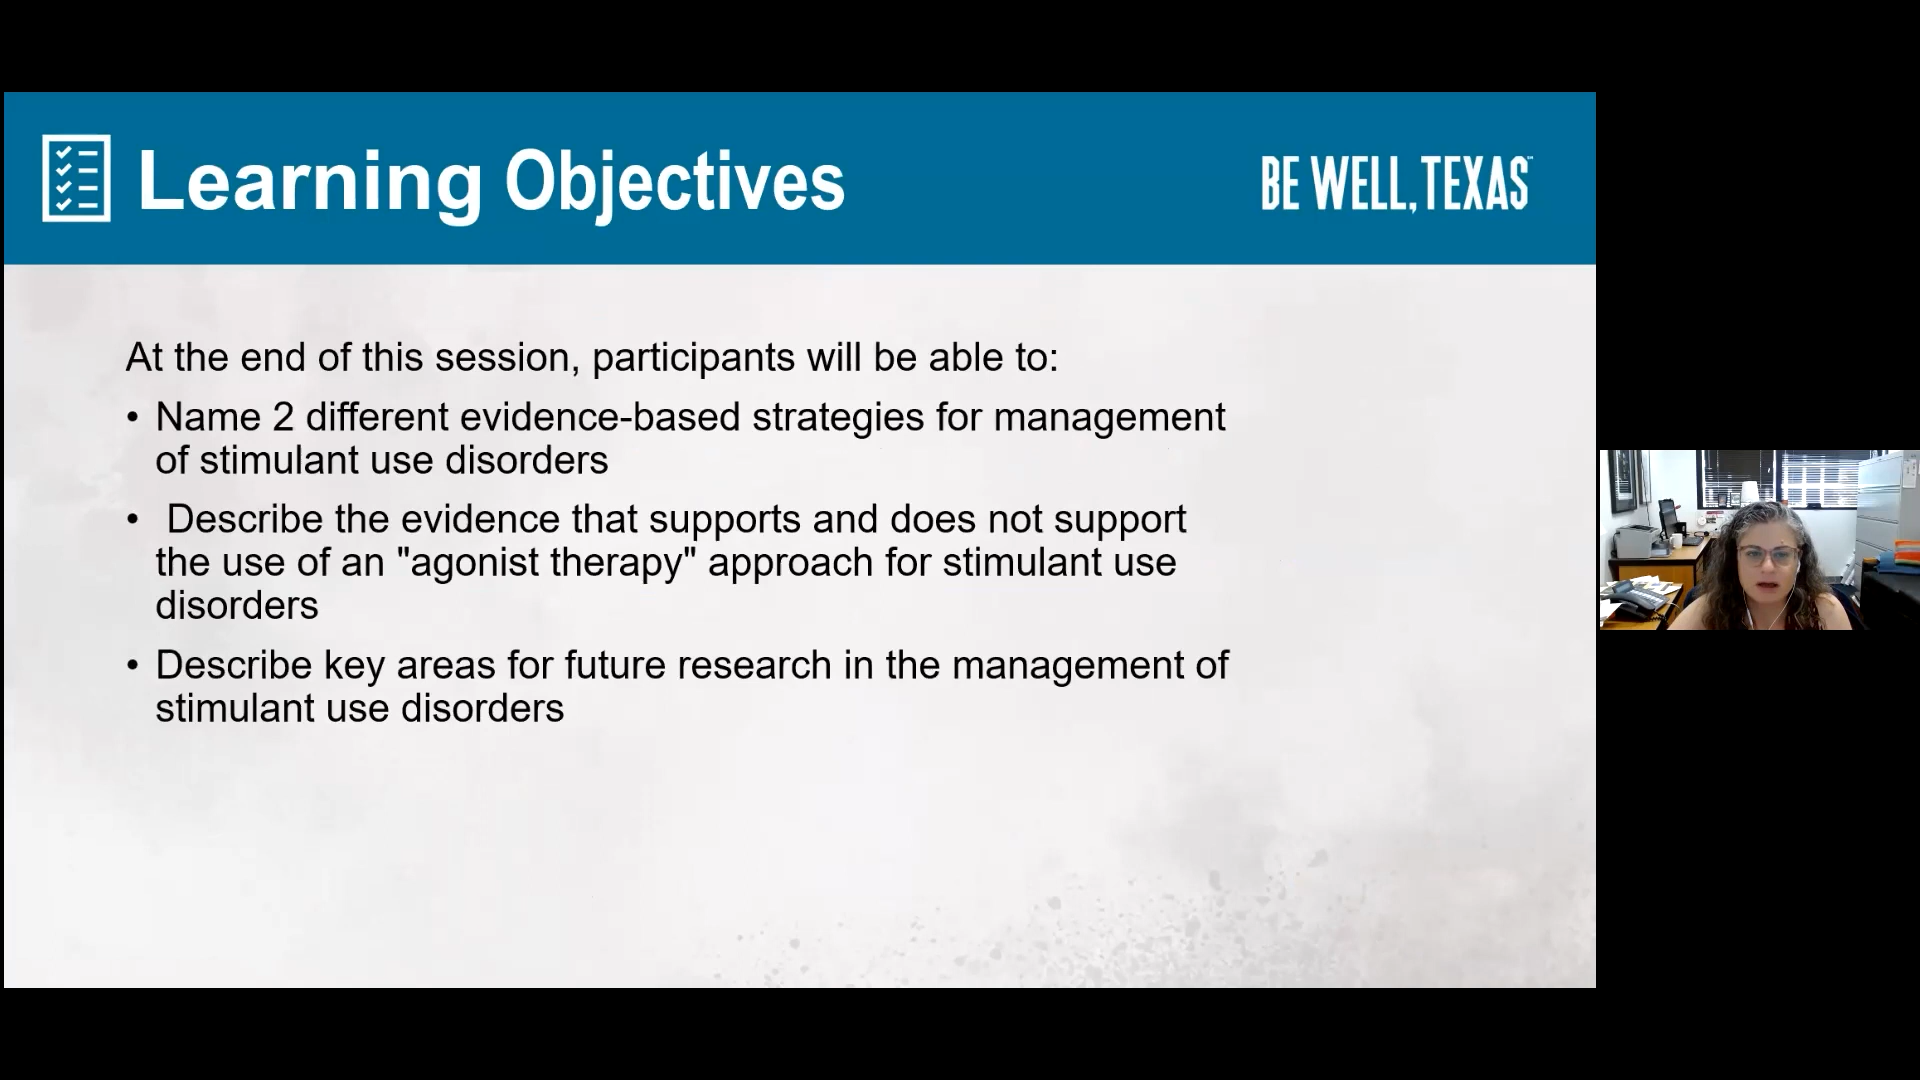 Learning Objectives
BE WELL, TEXAS™
At the end of this session, participants will be able to:
• Name 2 different evidence-based strategies for management
of stimulant use disorders
• Describe the evidence that supports and does not support
the use of an "agonist therapy" approach for stimulant use
disorders
• Describe key areas for future research in the management of
stimulant use disorders